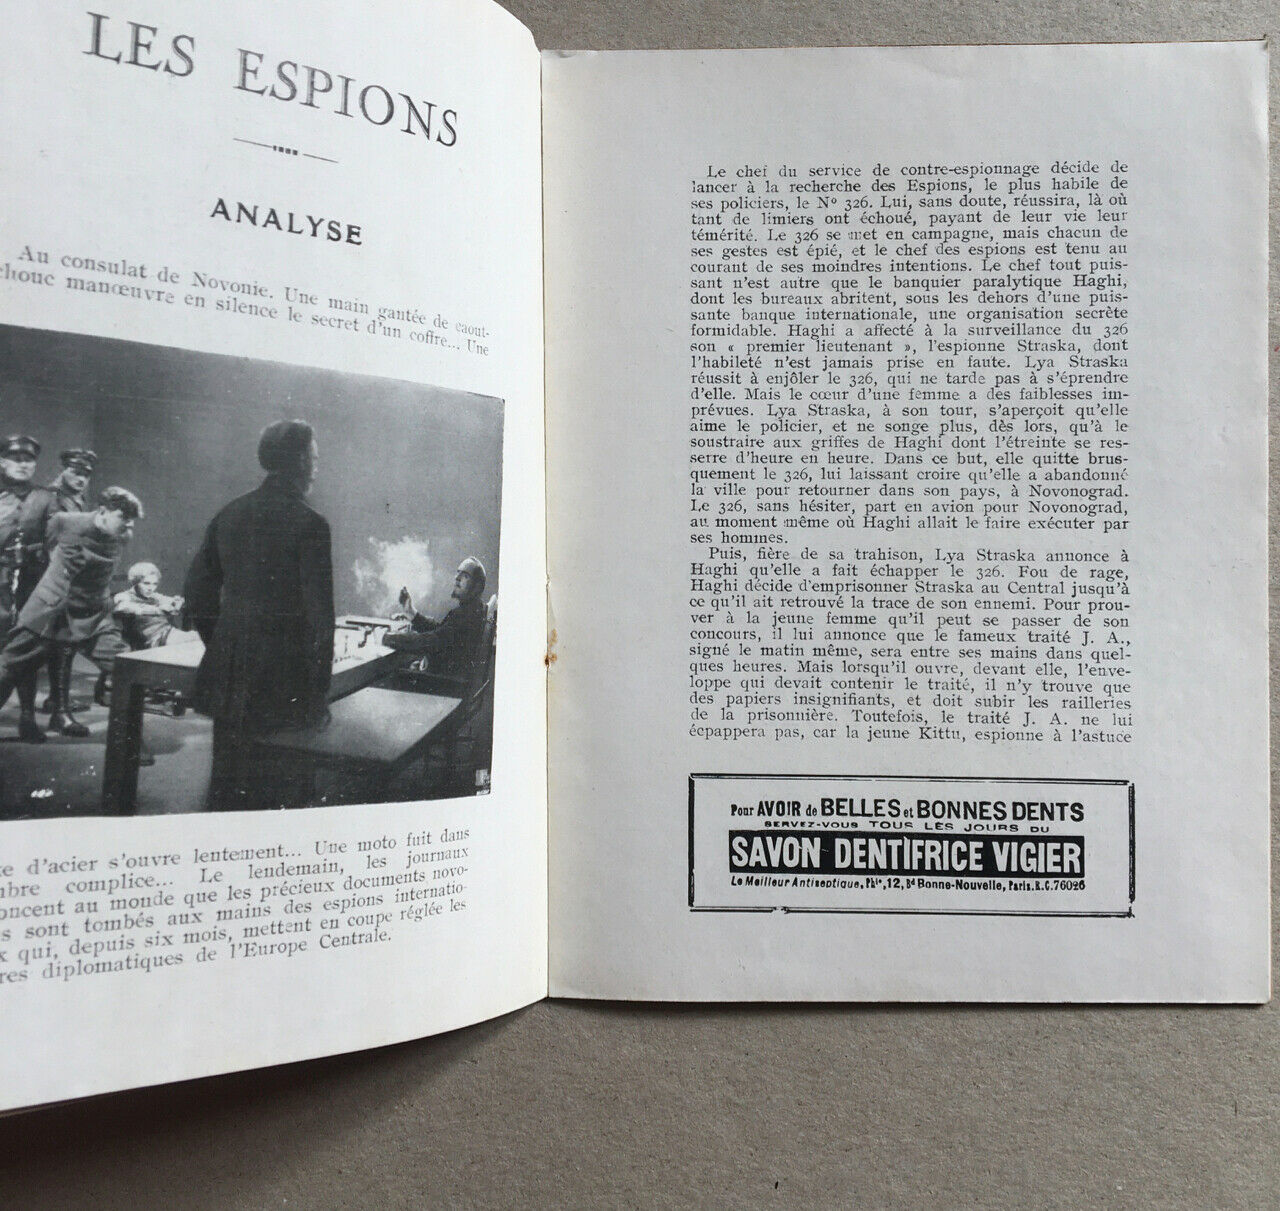 LES ESPIONS
ANALYSE
Au consulat de Novonie. Une main gantée de caout-
chouc manœuvre en silence le secret d'un coffre... Une
d'acier s'ouvre lentement... Une moto fuit dans
complice... Le lendemain, les journaux
au monde que les précieux documents novo-
sont tombés aux mains des espions internatio-
qui, depuis six mois, mettent en coupe réglée les
diplomatiques de l'Europe Centrale.
Le chef du service de contre-espionnage décide de
lancer à la recherche des Espions, le plus habile de
ses policiers, le Nº 326. Lui, sans doute, réussira, là où
tant de limiers ont échoué, payant de leur vie leur
témérité. Le 326 se met en campagne, mais chacun de
ses gestes est épié, et le chef des espions est tenu au
courant de ses moindres intentions. Le chef tout puis-
sant n'est autre que le banquier paralytique Haghi,
dont les bureaux abritent, sous les dehors d'une puis-
sante banque internationale, une organisation secrète
formidable. Haghi a affecté à la surveillance du 326
son « premier lieutenant », l'espionne Straska, dont
l'habileté n'est jamais prise en faute. Lya Straska
réussit à enjôler le 326, qui ne tarde pas à s'éprendre
d'elle. Mais le cœur d'une femme a des faiblesses im-
prévues. Lya Straska, à son tour, s'aperçoit qu'elle
aime le policier, et ne songe plus, dès lors, qu'à le
soustraire aux griffes de Haghi dont l'étreinte se res-
serre d'heure en heure. Dans ce but, elle quitte brus-
quement le 326, lui laissant croire qu'elle a abandonné
la ville pour retourner dans son pays, à Novonograd.
Le 326, sans hésiter, part en avion pour Novonograd,
au moment même où Haghi allait le faire exécuter par
ses hommes.
Puis, fière de sa trahison, Lya Straska annonce à
Haghi qu'elle a fait échapper le 326. Fou de rage,
Haghi décide d'emprisonner Straska au Central jusqu'à
ce qu'il ait retrouvé la trace de son ennemi. Pour prou-
ver à la jeune femme qu'il peut se passer de son
concours, il lui annonce que le fameux traité J. A.,
signé le matin même, sera entre ses mains dans quel-
ques heures. Mais lorsqu'il ouvre, devant elle, l'enve-
loppe qui devait contenir le traité, il n'y trouve que
des papiers insignifiants, et doit subir les railleries
de la prisonnière. Toutefois, le traité J. A. ne lui
écpappera pas, car la jeune Kittu, espionne à l'astuce
Pour AVOIR de BELLES et BONNES DENTS
SERVEZ-VOUS TOUS LES JOURS DU
SAVON DENTIFRICE VIGIER
Le Meilleur Antiseptique, Phie, 12, Bd Bonne-Nouvelle, Paris. R.C. 76026